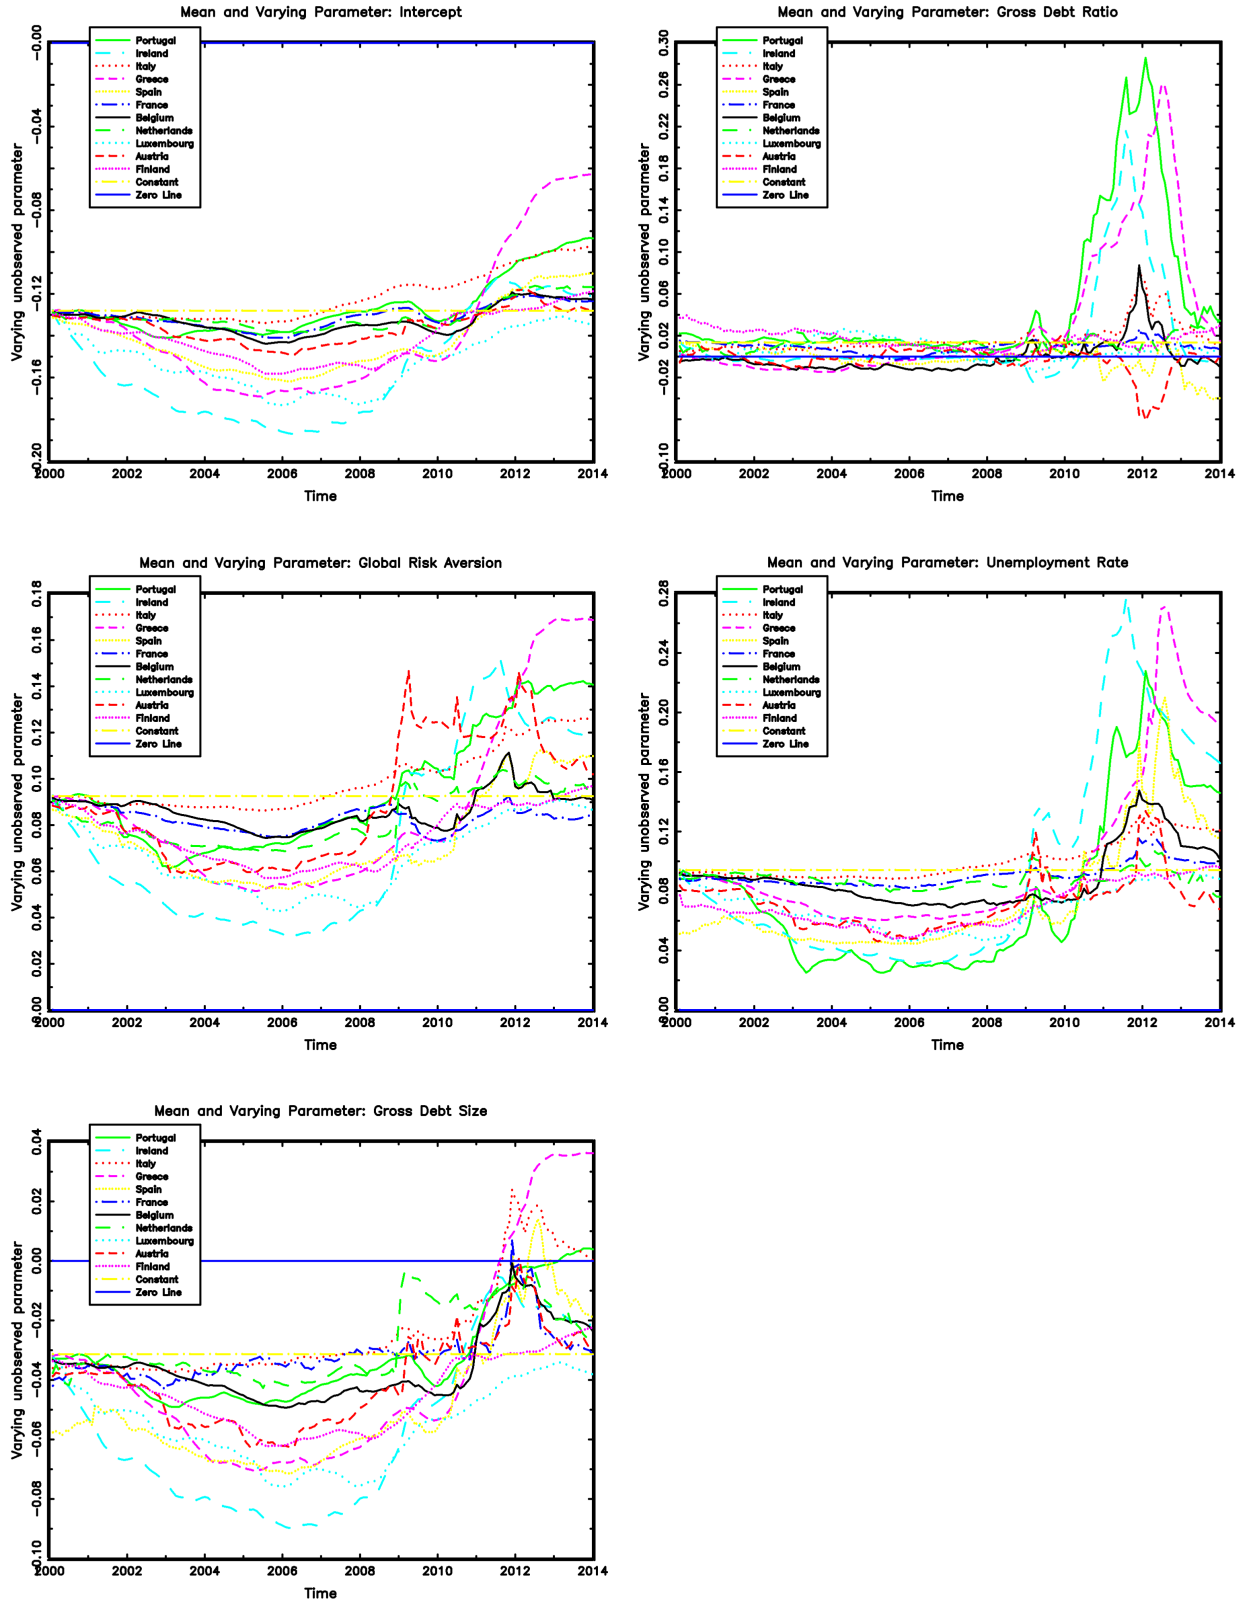 Mean and Varying Parameter: Intercept
Varying unobserved parameter
-0.00
-0.04
-0.08
-0.12
-0.16
-0.20
Portugal
Ireland
Italy
Greece
Spain
France
Belgium
Netherlands
Luxembourg
Austria
Finland
Constant
Zero Line
2000 2002 2004 2006 2008 2010 2012 2014
Time
Mean and Varying Parameter: Gross Debt Ratio
Varying unobserved parameter
0.30
0.26
0.22
0.18
0.14
0.10
0.06
0.02
-0.02
-0.10
Portugal
Ireland
Italy
Greece
Spain
France
Belgium
Netherlands
Luxembourg
Austria
Finland
Constant
Zero Line
2000 2002 2004 2006 2008 2010 2012 2014
Time
Mean and Varying Parameter: Global Risk Aversion
Varying unobserved parameter
0.18
0.16
0.14
0.12
0.10
0.08
0.06
0.04
0.02
0.00
Portugal
Ireland
Italy
Greece
Spain
France
Belgium
Netherlands
Luxembourg
Austria
Finland
Constant
Zero Line
2000 2002 2004 2006 2008 2010 2012 2014
Time
Mean and Varying Parameter: Unemployment Rate
Varying unobserved parameter
0.28
0.24
0.20
0.16
0.12
0.08
0.04
0.00
Portugal
Ireland
Italy
Greece
Spain
France
Belgium
Netherlands
Luxembourg
Austria
Finland
Constant
Zero Line
2000 2002 2004 2006 2008 2010 2012 2014
Time
Mean and Varying Parameter: Gross Debt Size
Varying unobserved parameter
0.04
0.02
0.00
-0.02
-0.04
-0.06
-0.08
-0.10
Portugal
Ireland
Italy
Greece
Spain
France
Belgium
Netherlands
Luxembourg
Austria
Finland
Constant
Zero Line
2000 2002 2004 2006 2008 2010 2012 2014
Time